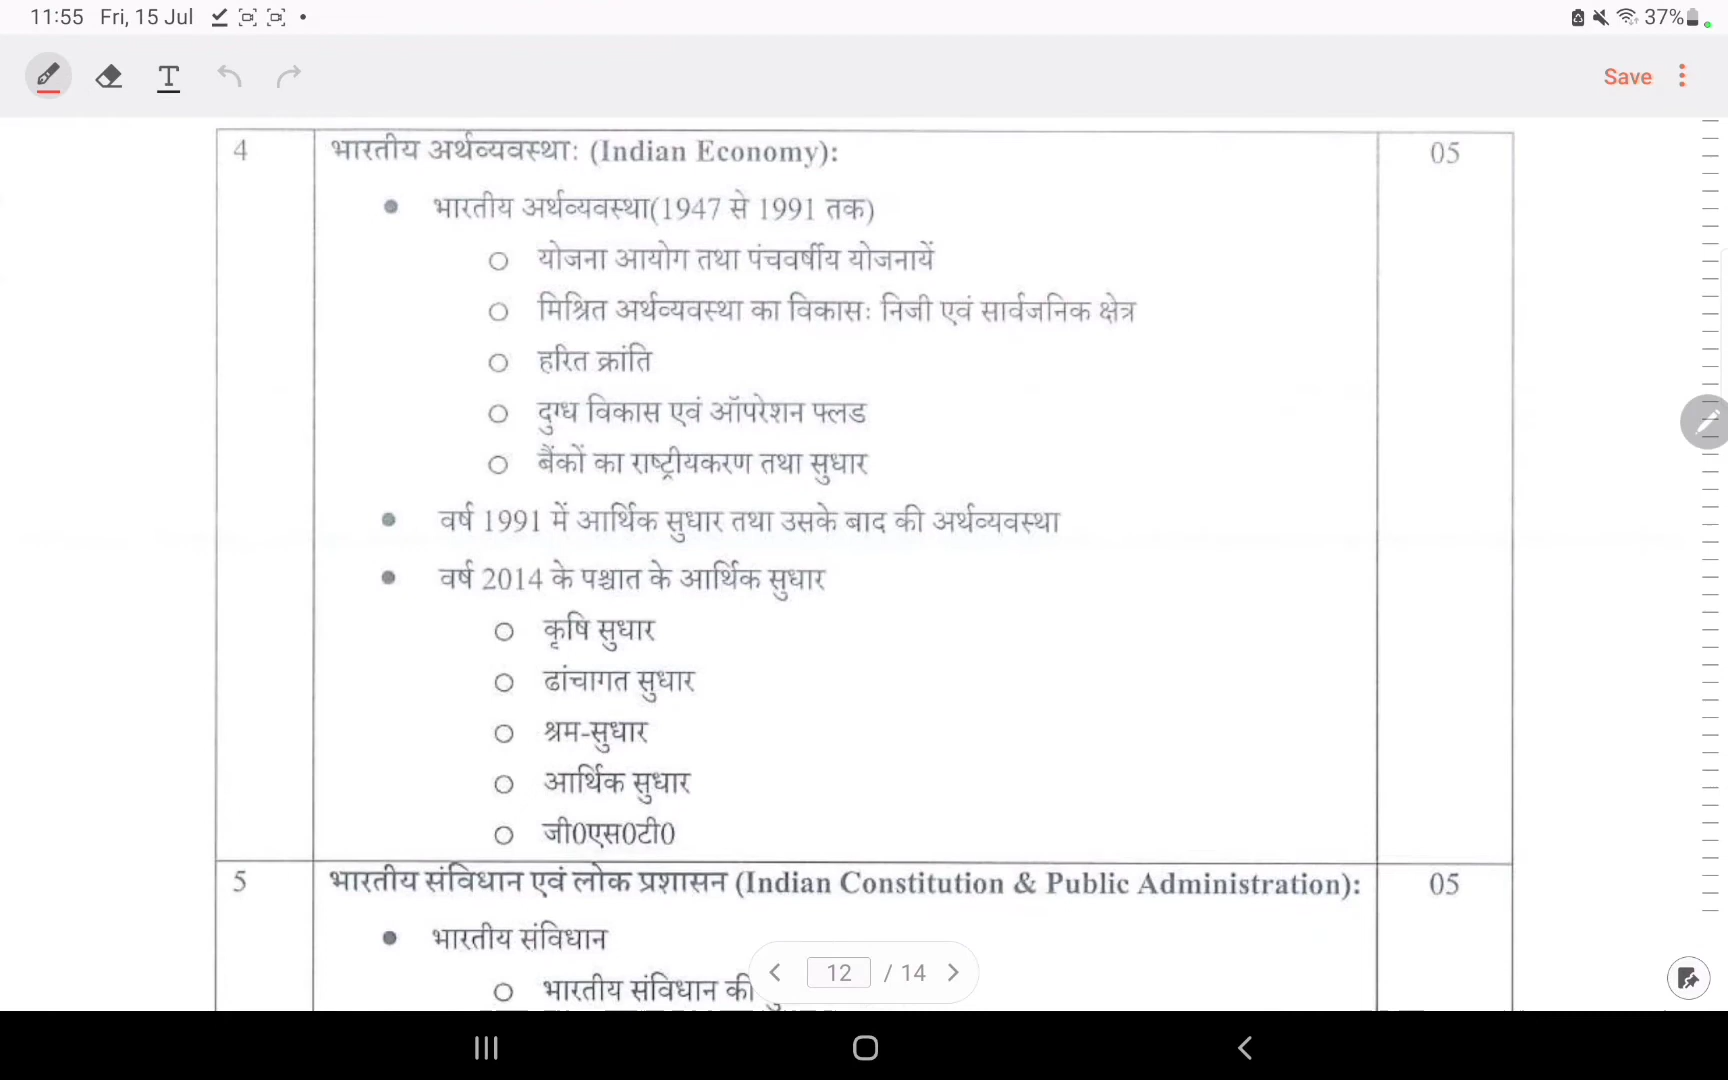 11:55 Fri, 15 Jul
37%
T
Save
4 भारतीय अर्थव्यवस्था: (Indian Economy): 05
भारतीय अर्थव्यवस्था(1947 से 1991 तक)
योजना आयोग तथा पंचवर्षीय योजनायें
मिश्रित अर्थव्यवस्था का विकास: निजी एवं सार्वजनिक क्षेत्र
हरित क्रांति
दुग्ध विकास एवं ऑपरेशन फ्लड
बैंकों का राष्ट्रीयकरण तथा सुधार
वर्ष 1991 में आर्थिक सुधार तथा उसके बाद की अर्थव्यवस्था
वर्ष 2014 के पश्चात के आर्थिक सुधार
कृषि सुधार
ढांचागत सुधार
श्रम-सुधार
आर्थिक सुधार
जी0एस0टी0
5 भारतीय संविधान एवं लोक प्रशासन (Indian Constitution & Public Administration): 05
भारतीय संविधान
भारतीय संविधान की
12 / 14